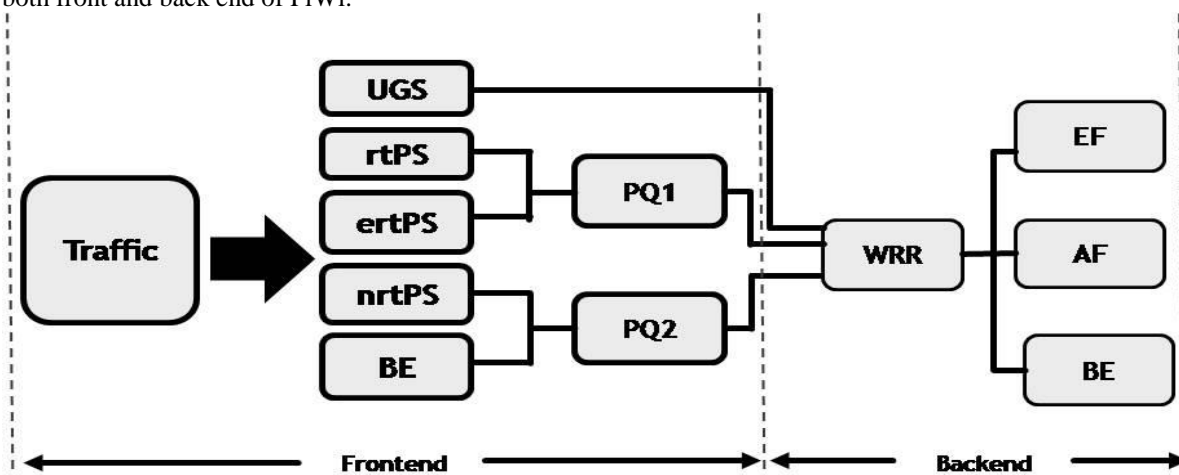 both front and back end of FiWi.
UGS
rtPS
ertPS
nrtPS
BE
Traffic
PQ1
PQ2
WRR
EF
AF
BE
Frontend
Backend